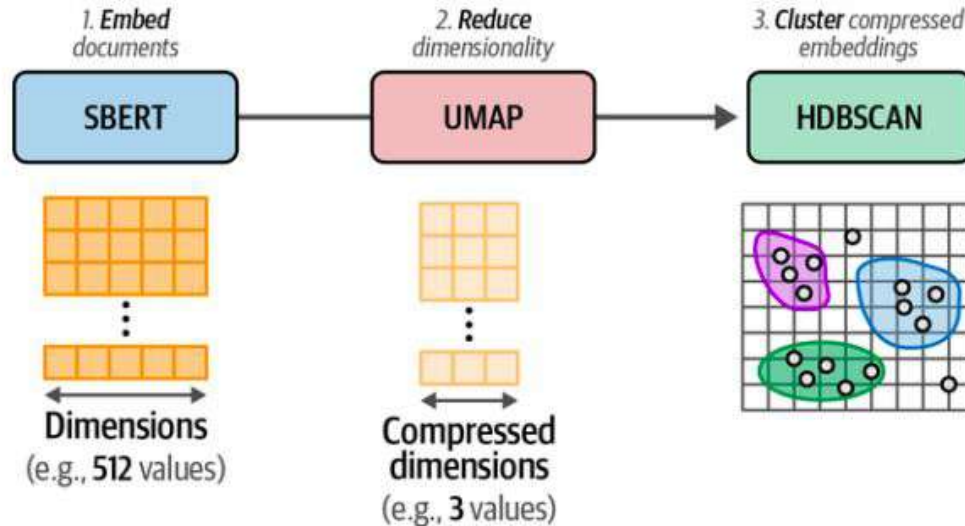 1. Embed
documents
2. Reduce
dimensionality
3. Cluster compressed
embeddings
SBERT
UMAP
HDBSCAN
Dimensions
(e.g., 512 values)
Compressed
dimensions
(e.g., 3 values)